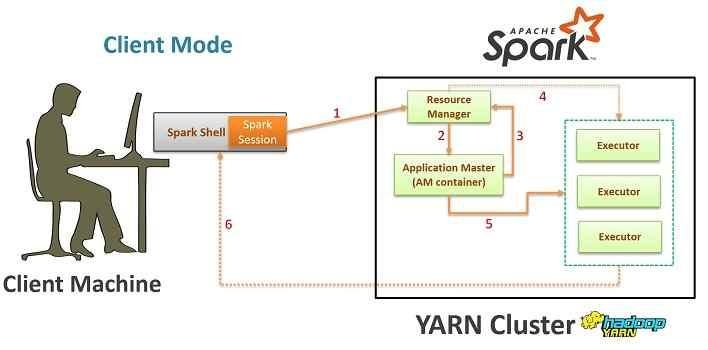 Client Mode
APACHE
Spark
TM
Spark Shell
Spark
Session
1
Resource
Manager
4
2
3
Application Master
(AM container)
Executor
Executor
Executor
5
6
Client Machine
YARN Cluster
hadoop
YARN